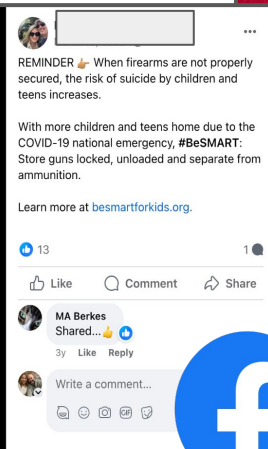 REMINDER 👉 When firearms are not properly
secured, the risk of suicide by children and
teens increases.
With more children and teens home due to the
COVID-19 national emergency, #BeSMART:
Store guns locked, unloaded and separate from
ammunition.
Learn more at besmartforkids.org.
13 1
Like Comment Share
MA Berkes
Shared...👍
3y Like Reply
Write a comment...
GIF